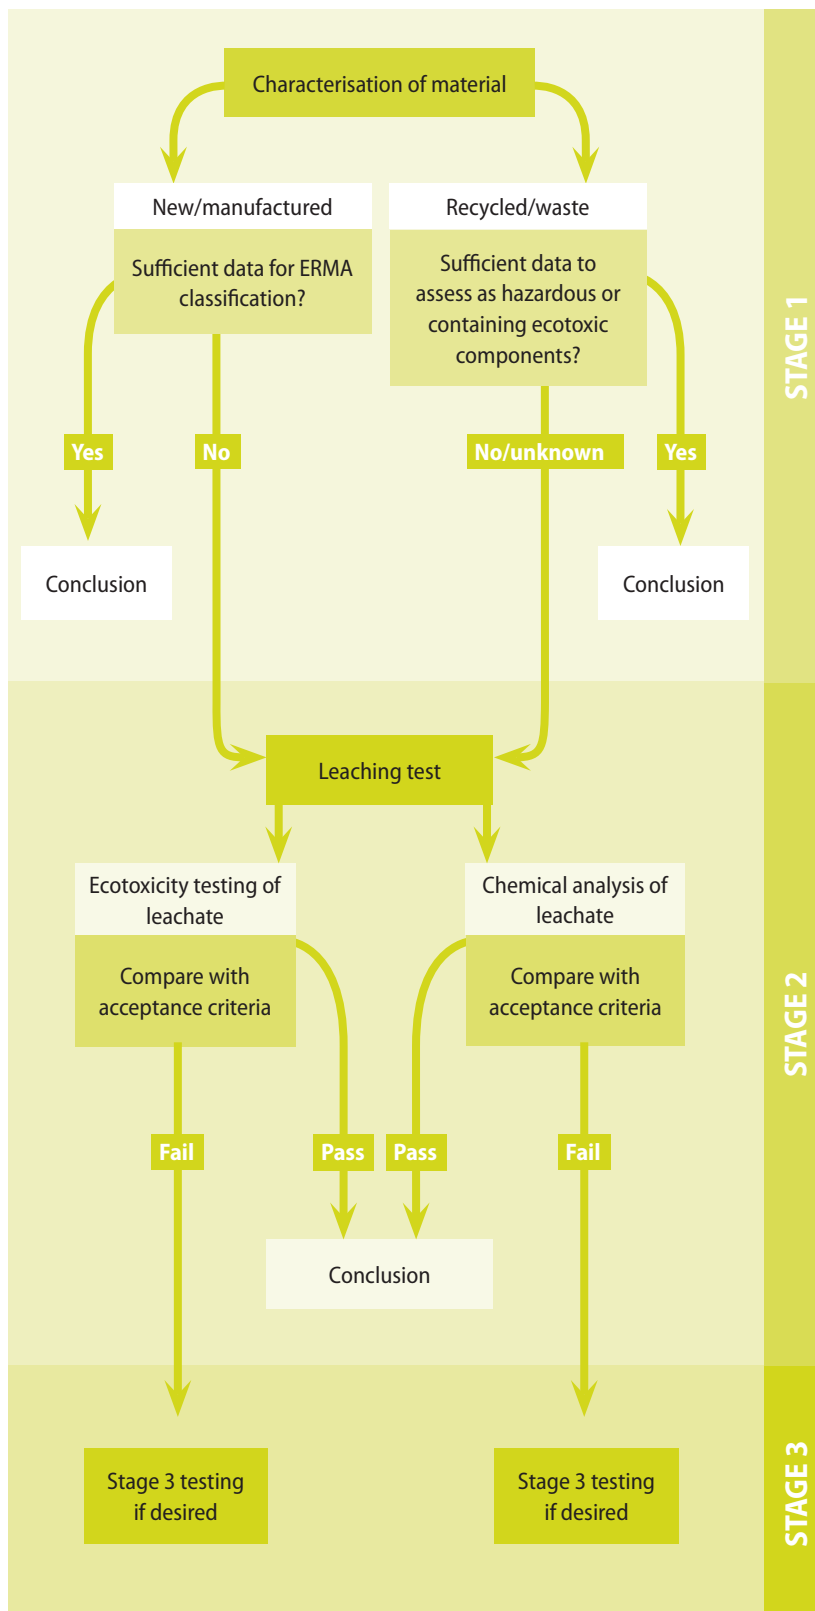 Characterisation of material
New/manufactured
Sufficient data for ERMA
classification?
Recycled/waste
Sufficient data to
assess as hazardous or
containing ecotoxic
components?
Yes
No
No/unknown
Yes
Conclusion
Conclusion
STAGE 1
Leaching test
Ecotoxicity testing of
leachate
Compare with
acceptance criteria
Chemical analysis of
leachate
Compare with
acceptance criteria
Fail
Pass
Pass
Fail
Conclusion
STAGE 2
Stage 3 testing
if desired
Stage 3 testing
if desired
STAGE 3